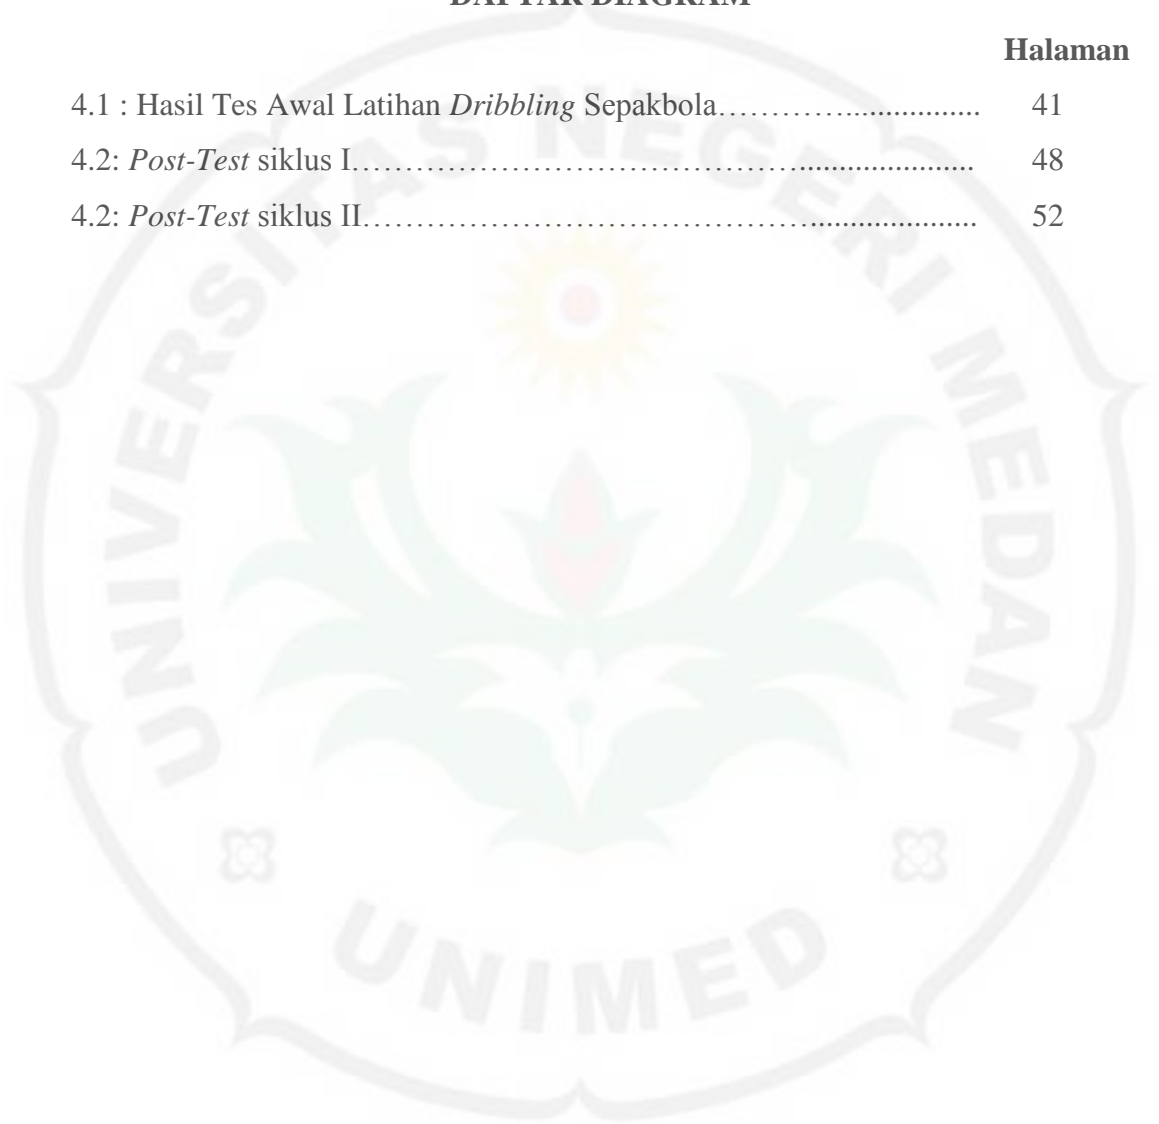 DAFTAR DIAGRAM
Halaman
4.1 : Hasil Tes Awal Latihan Dribbling Sepakbola…………................. 41
4.2: Post-Test siklus I……………………………………...................... 48
4.2: Post-Test siklus II……………………………………..................... 52
UNIVERSITAS NEGERI MEDAN
UNIMED